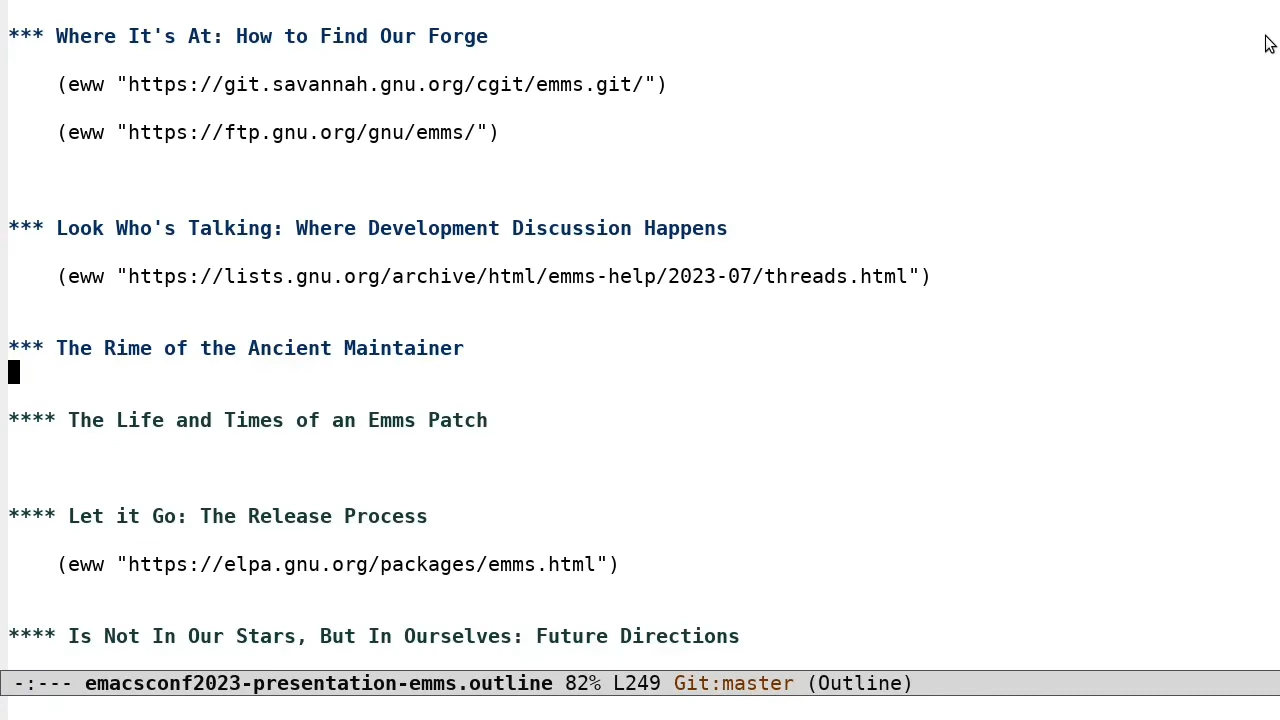 *** Where It's At: How to Find Our Forge
(eww "https://git.savannah.gnu.org/cgit/emms.git/")
(eww "https://ftp.gnu.org/gnu/emms/")
*** Look Who's Talking: Where Development Discussion Happens
(eww "https://lists.gnu.org/archive/html/emms-help/2023-07/threads.html")
*** The Rime of the Ancient Maintainer
**** The Life and Times of an Emms Patch
**** Let it Go: The Release Process
(eww "https://elpa.gnu.org/packages/emms.html")
**** Is Not In Our Stars, But In Ourselves: Future Directions
-:--- emacsconf2023-presentation-emms.outline 82% L249 Git:master (Outline)